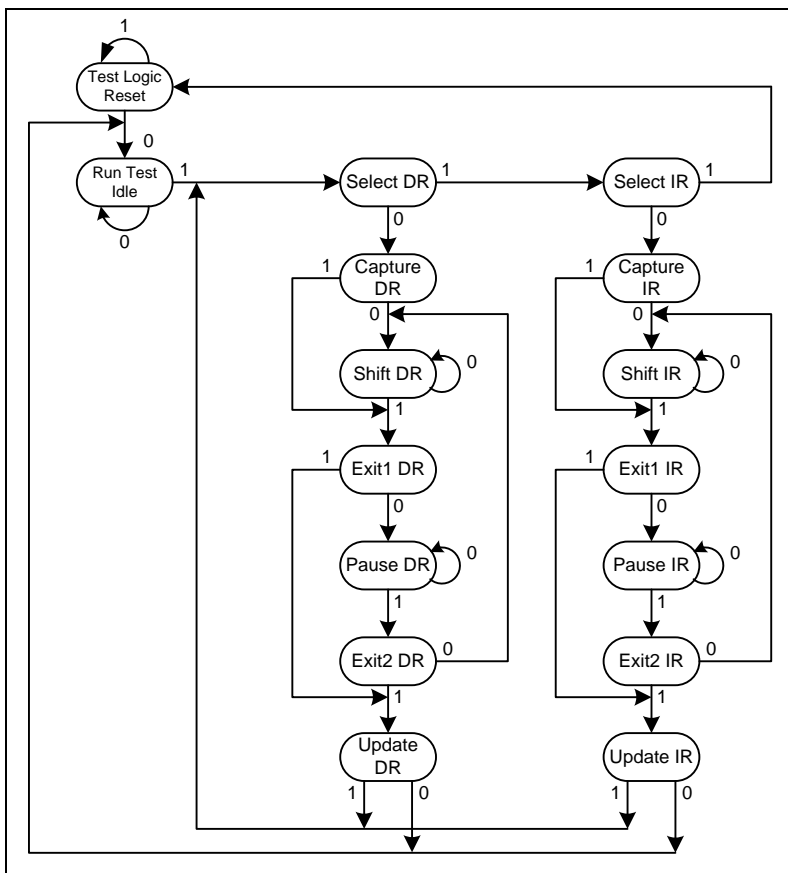 1
Test Logic
Reset
0
Run Test
Idle
1
0
Select DR
1
0
Select IR
1
0
Capture
DR
1
0
Capture
IR
1
0
Shift DR
0
1
Shift IR
0
1
Exit1 DR
1
0
Exit1 IR
1
0
Pause DR
0
1
Pause IR
0
1
Exit2 DR
0
1
Exit2 IR
0
1
Update
DR
1
0
Update IR
1
0